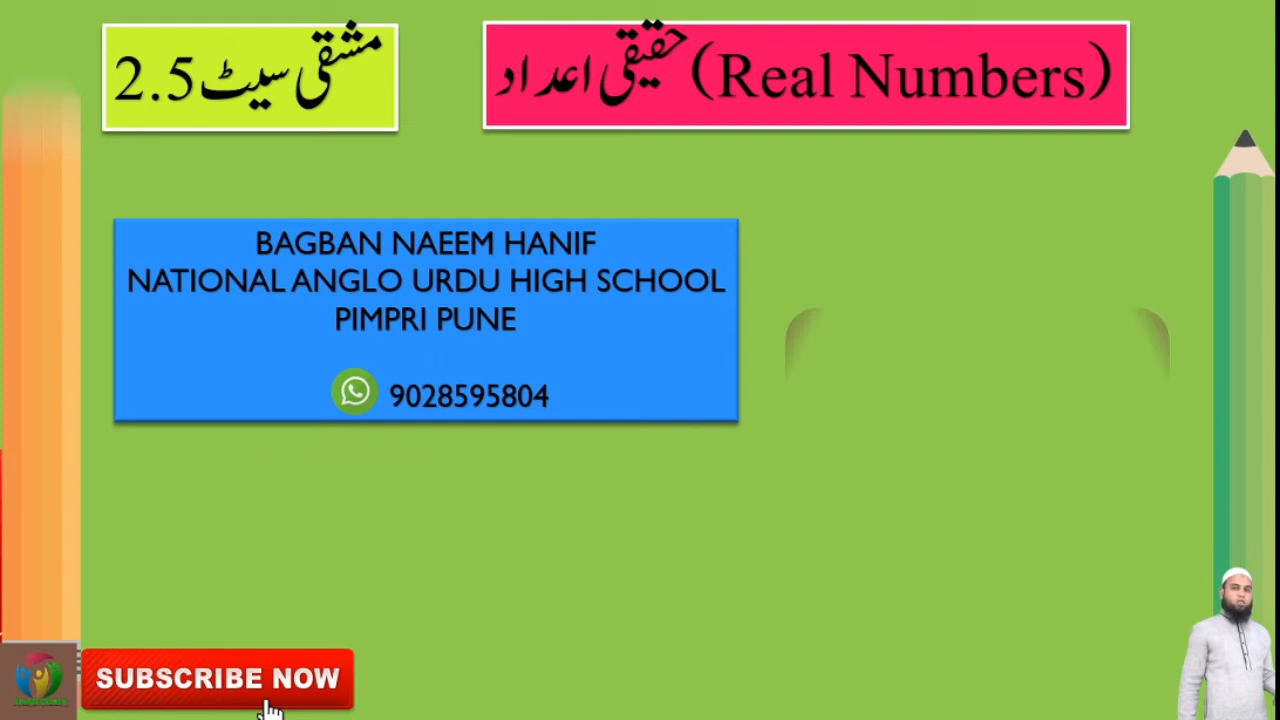 مشقی سیٹ 2.5
حقیقی اعداد (Real Numbers)
BAGBAN NAEEM HANIF
NATIONAL ANGLO URDU HIGH SCHOOL
PIMPRI PUNE
9028595804
SUBSCRIBE NOW